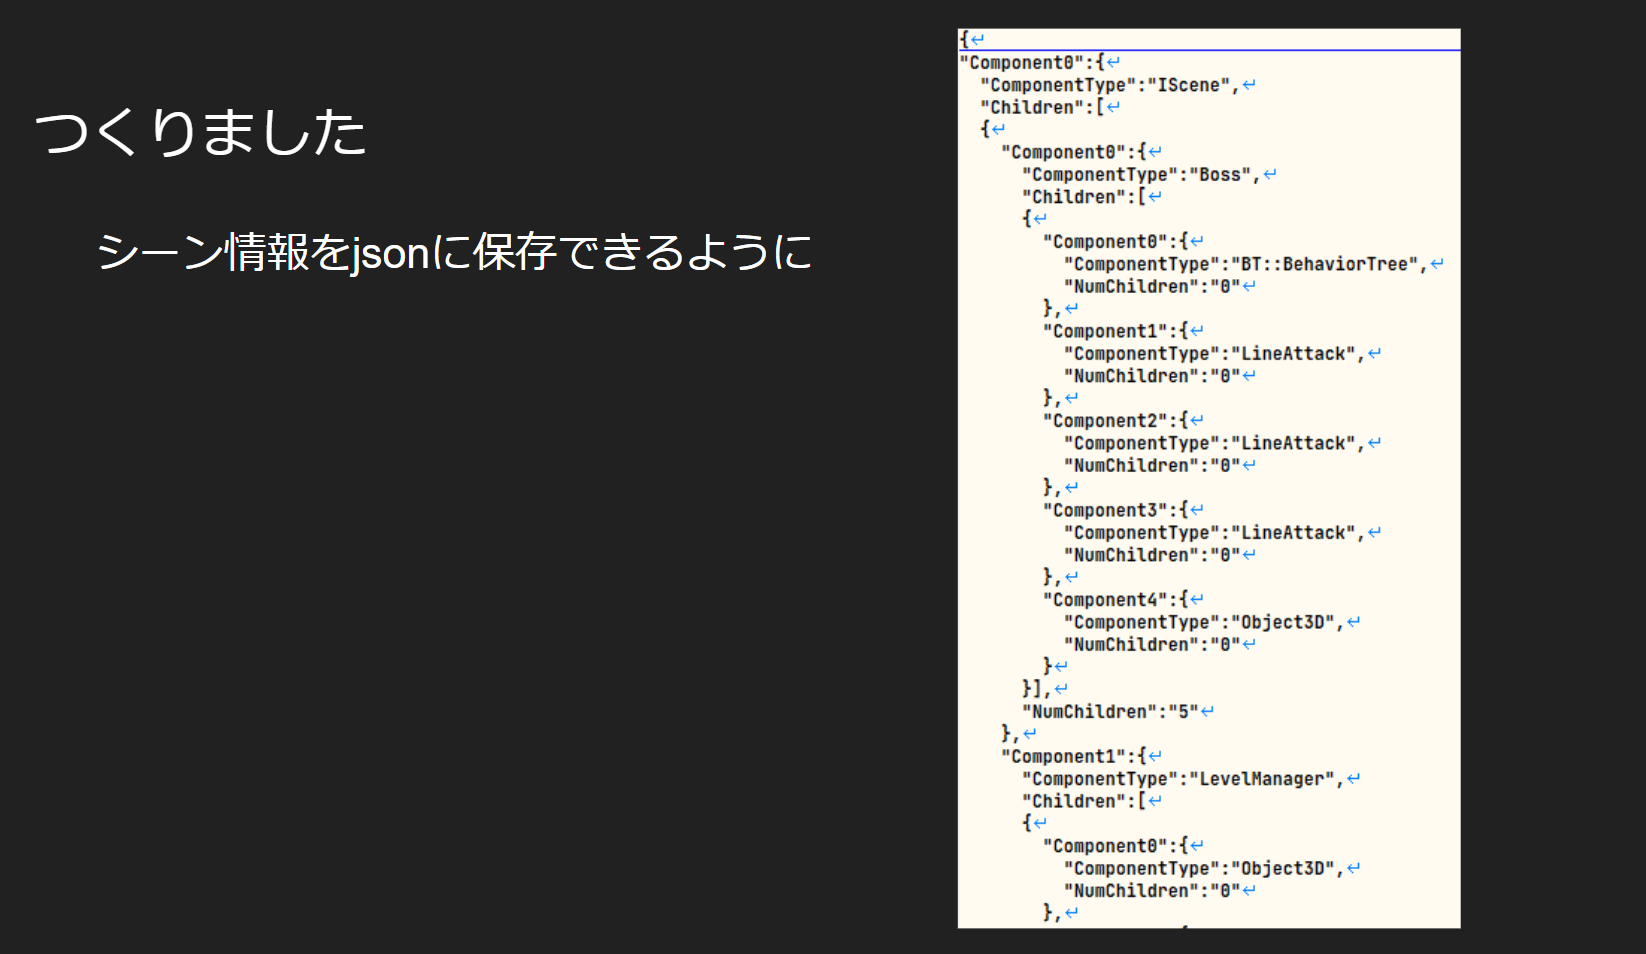 つくりました
シーン情報をjsonに保存できるように
{↵
"Component0":{↵
  "ComponentType":"IScene",↵
  "Children":[↵
  {↵
    "Component0":{↵
      "ComponentType":"Boss",↵
      "Children":[↵
      {↵
        "Component0":{↵
          "ComponentType":"BT::BehaviorTree",↵
          "NumChildren":"0"↵
        },↵
        "Component1":{↵
          "ComponentType":"LineAttack",↵
          "NumChildren":"0"↵
        },↵
        "Component2":{↵
          "ComponentType":"LineAttack",↵
          "NumChildren":"0"↵
        },↵
        "Component3":{↵
          "ComponentType":"LineAttack",↵
          "NumChildren":"0"↵
        },↵
        "Component4":{↵
          "ComponentType":"Object3D",↵
          "NumChildren":"0"↵
        }↵
      }],↵
      "NumChildren":"5"↵
    },↵
    "Component1":{↵
      "ComponentType":"LevelManager",↵
      "Children":[↵
      {↵
        "Component0":{↵
          "ComponentType":"Object3D",↵
          "NumChildren":"0"↵
        },↵